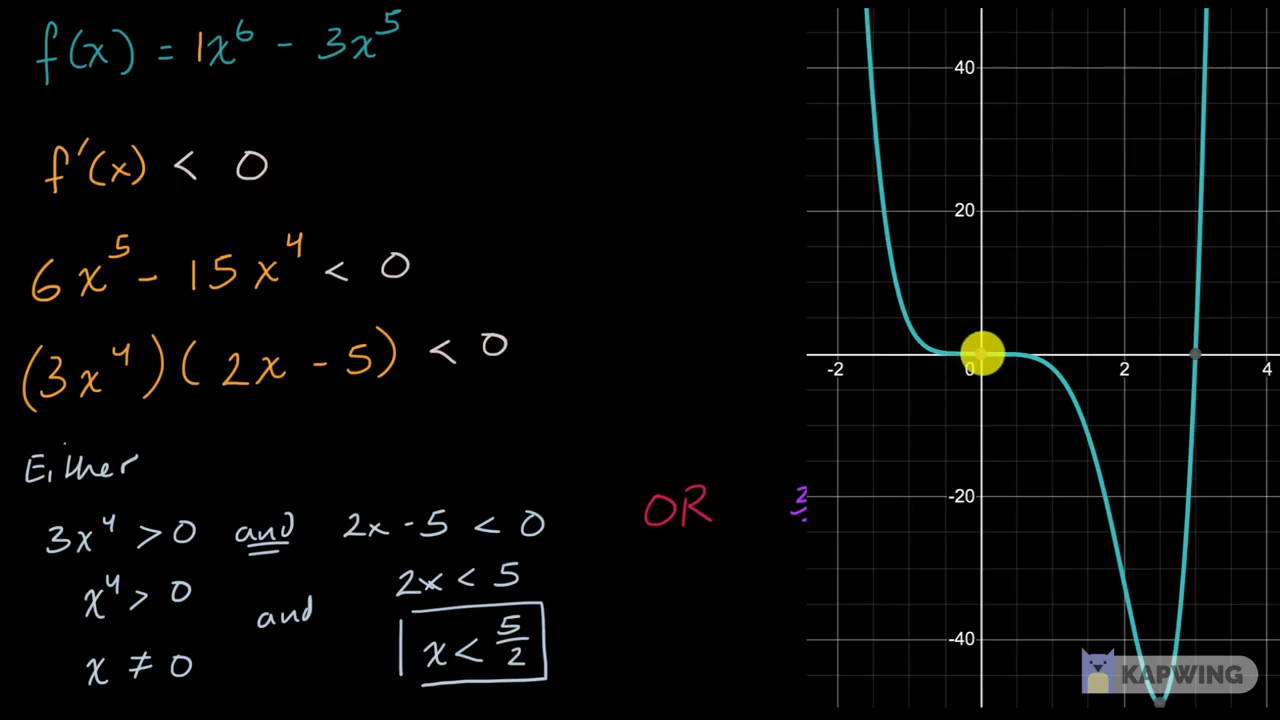 f(x) = 1x⁶ - 3x⁵
f'(x) < 0
6x⁵ - 15x⁴ < 0
(3x⁴)(2x - 5) < 0
Either
3x⁴ > 0 and 2x - 5 < 0
OR
x⁴ > 0 and 2x < 5
x ≠ 0
x < 5/2
40
20
-2 0 2 4
-20
-40
KAPWING